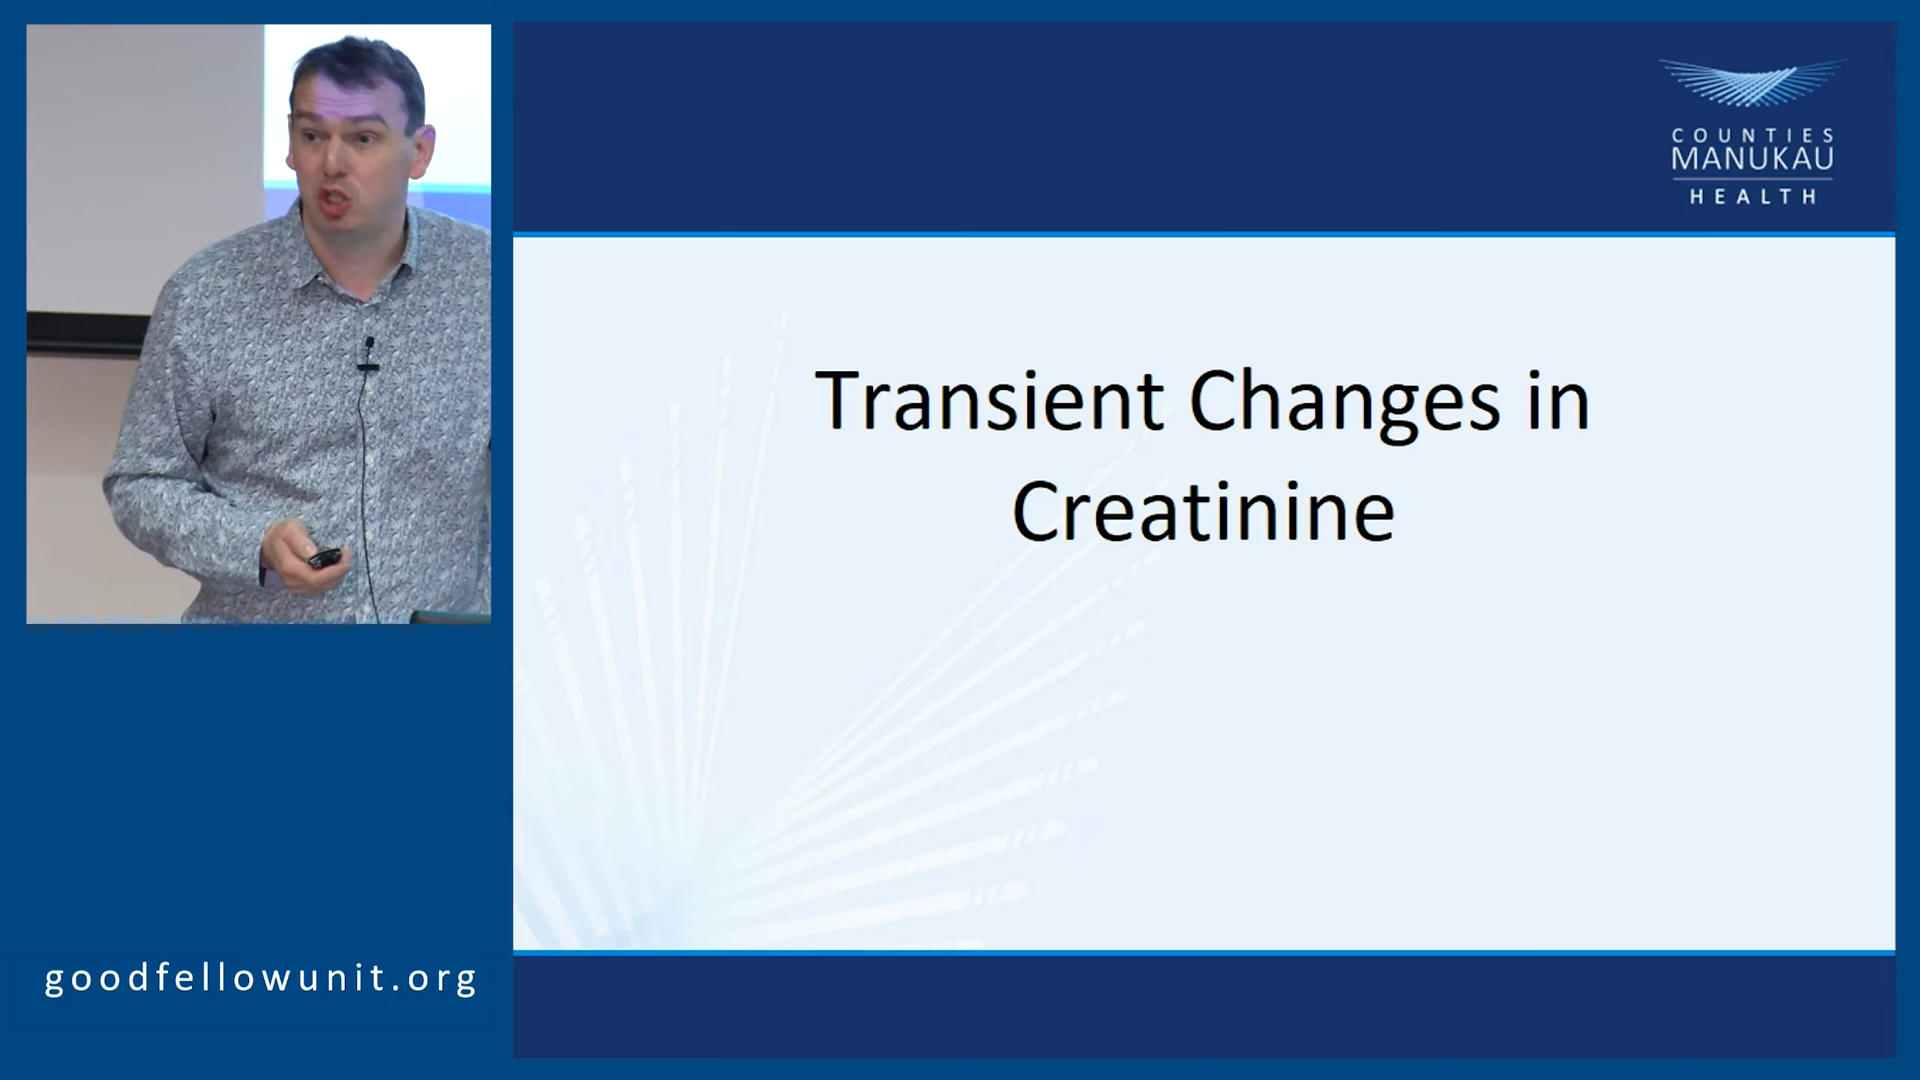 COUNTIES
MANUKAU
HEALTH
Transient Changes in
Creatinine
goodfellowunit.org